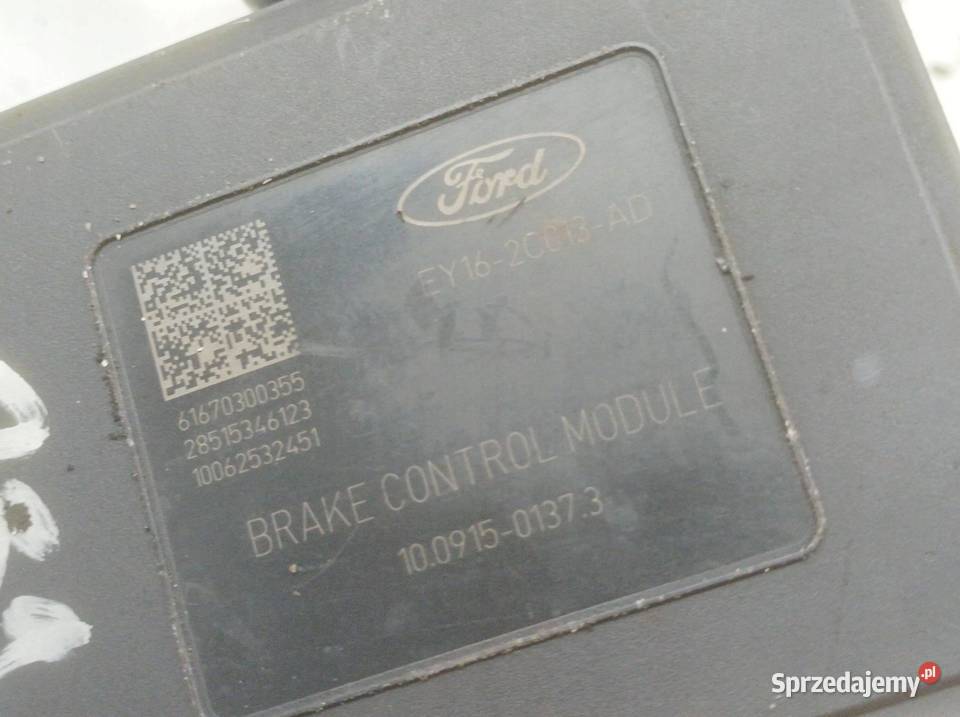 Ford
EY16-2C013-AD
61670300355
28515346123
10062532451
BRAKE CONTROL MODULE
10.0915-0137.3
Sprzedajemy.pl